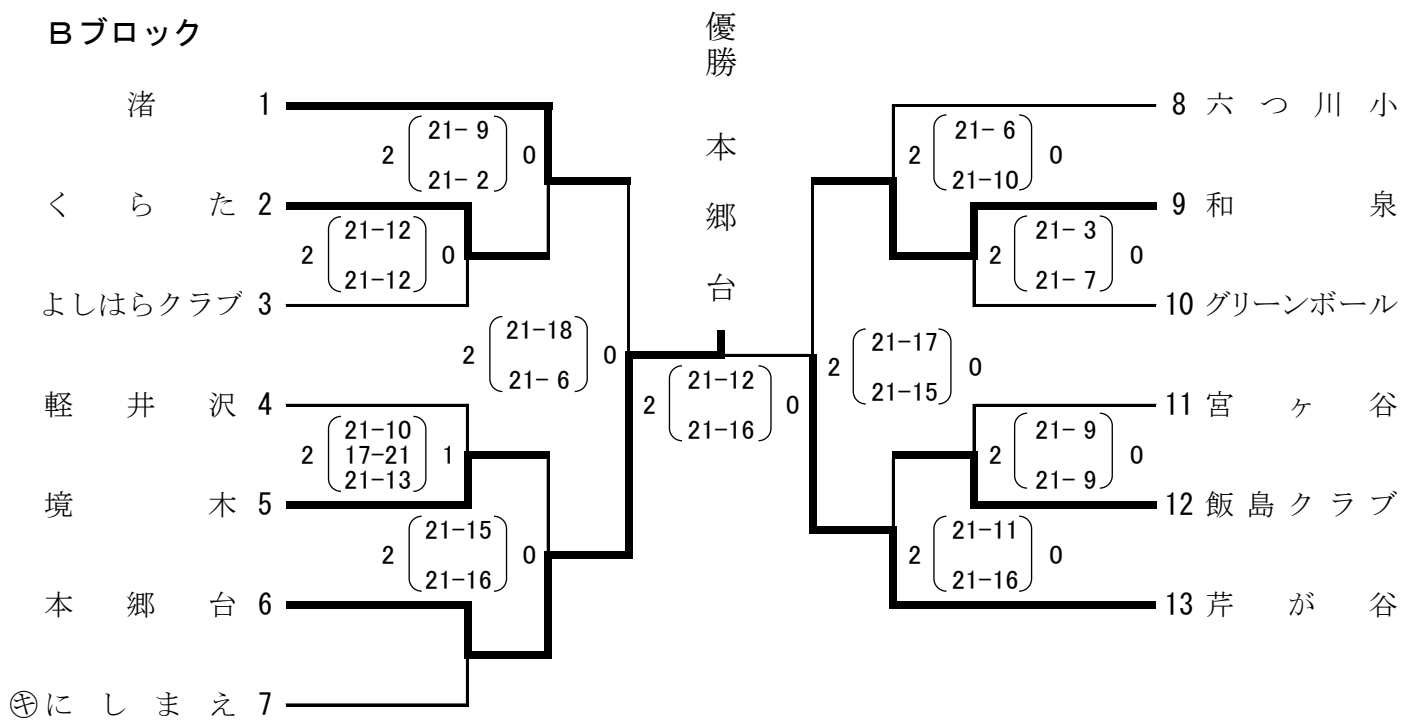 Bブロック
優勝 本郷台
渚 1
21- 9
2 0
21- 2
くらた 2
21-12
2 0
21-12
よしはらクラブ 3
21-18
2 0
21- 6
軽井沢 4
21-10
2 17-21 1
21-13
境木 5
21-15
2 0
21-16
本郷台 6
㋖にしまえ 7
21-12
2 0
21-16
8 六つ川小
21- 6
2 0
21-10
9 和泉
21- 3
2 0
21- 7
10 グリーンボール
21-17
2 0
21-15
11 宮ヶ谷
21- 9
2 0
21- 9
12 飯島クラブ
21-11
2 0
21-16
13 芹が谷